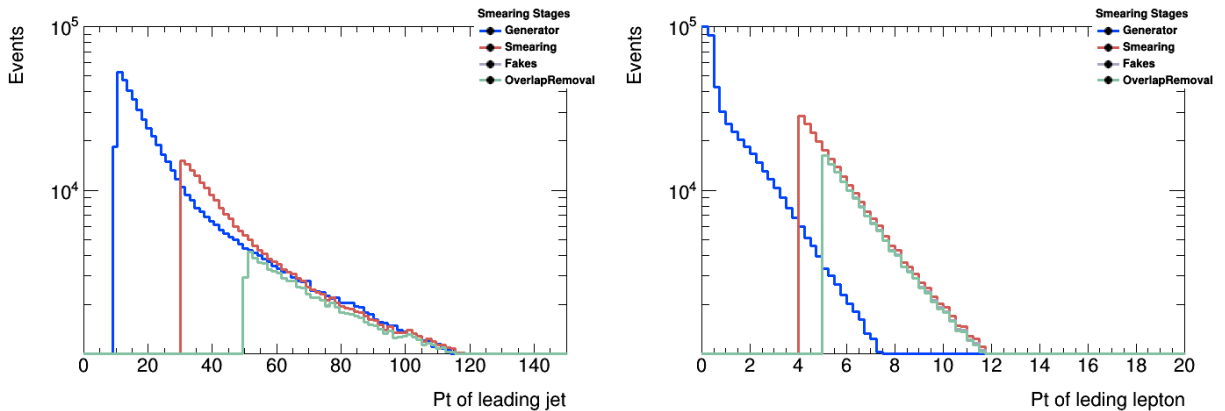 Events
10^5
10^4
Smearing Stages
Generator
Smearing
Fakes
OverlapRemoval
0 20 40 60 80 100 120 140
Pt of leading jet
Events
10^5
10^4
Smearing Stages
Generator
Smearing
Fakes
OverlapRemoval
0 2 4 6 8 10 12 14 16 18 20
Pt of leding lepton